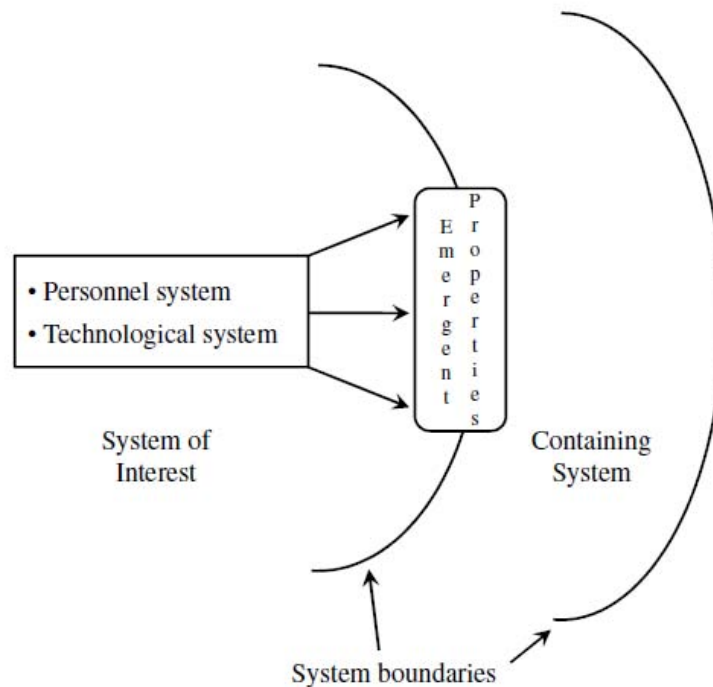 Emergent
Properties
• Personnel system
• Technological system
System of
Interest
Containing
System
System boundaries